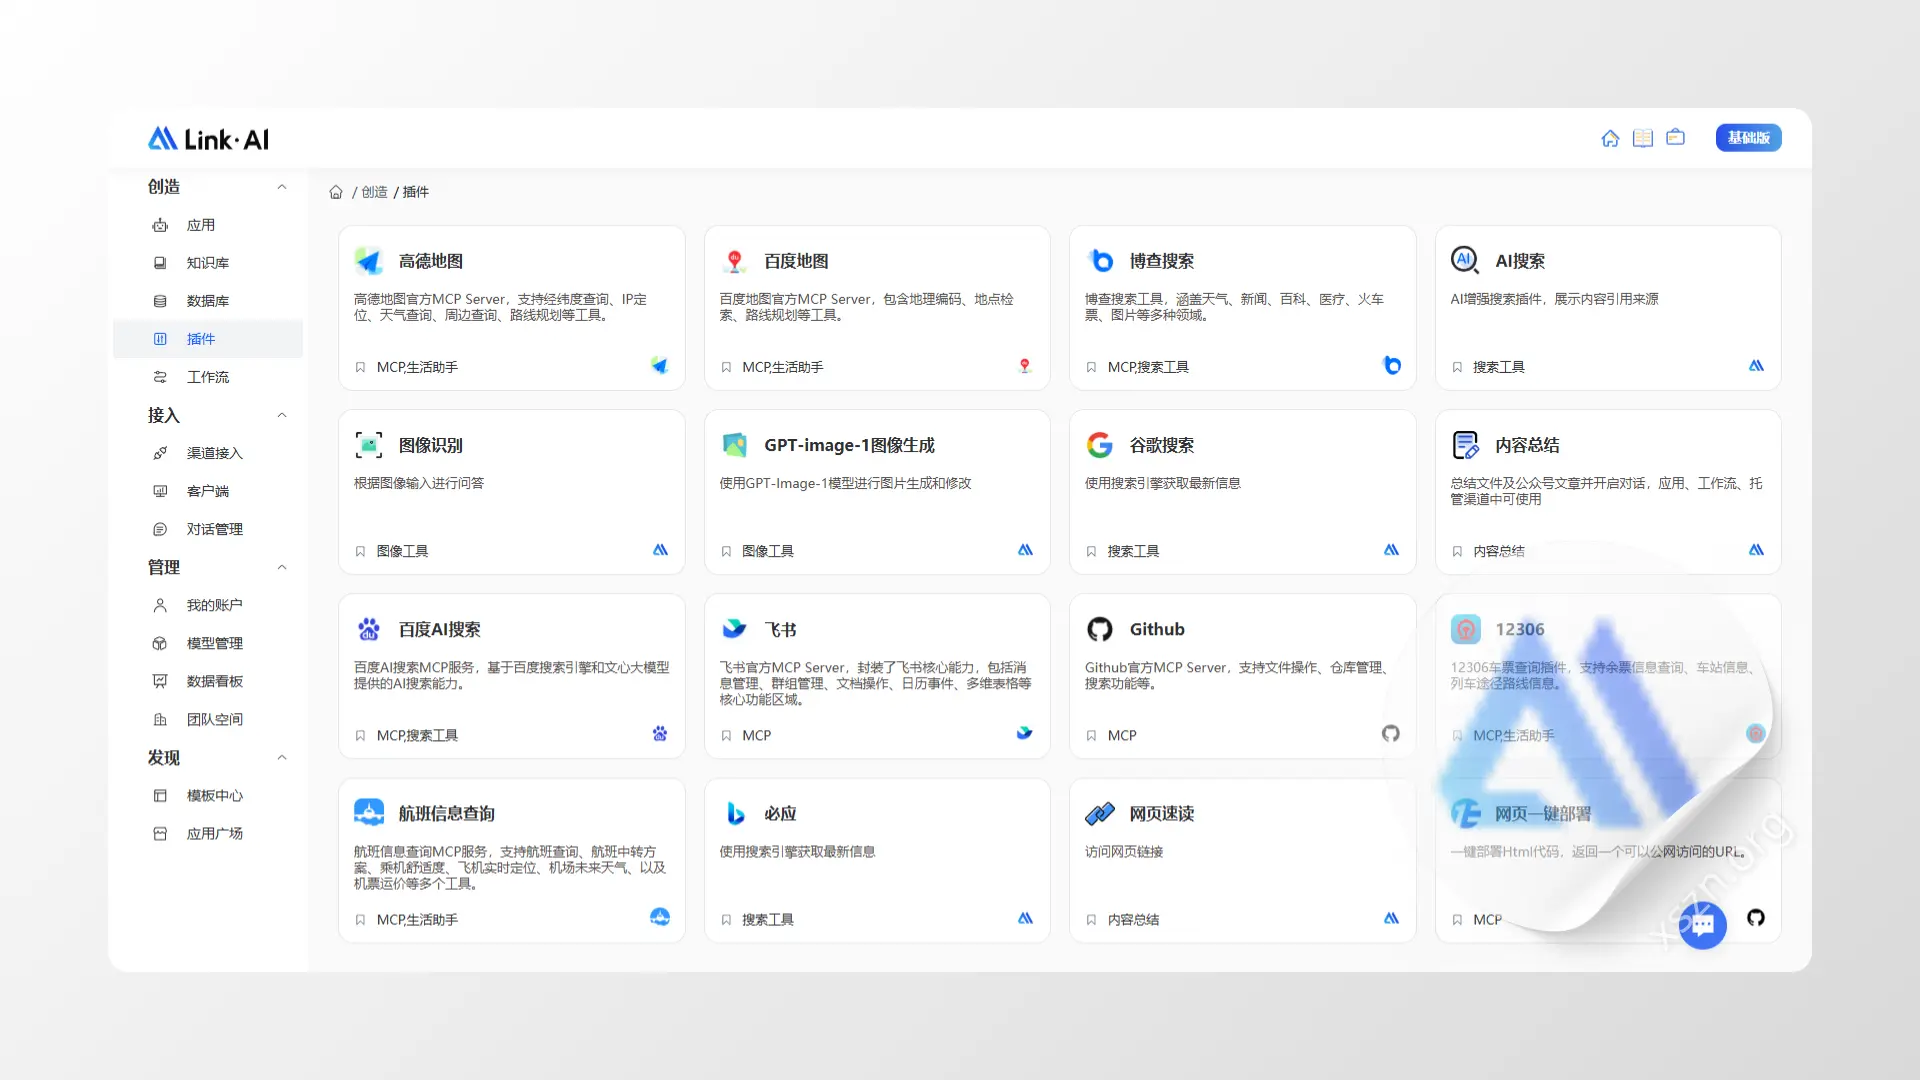 Link·AI
基础版
创造
应用
知识库
数据库
插件
工作流
接入
渠道接入
客户端
对话管理
管理
我的账户
模型管理
数据看板
团队空间
发现
模板中心
应用广场
/ 创造 / 插件
高德地图
高德地图官方MCP Server，支持经纬度查询、IP定
位、天气查询、周边查询、路线规划等工具。
MCP,生活助手
百度地图
百度地图官方MCP Server，包含地理编码、地点检
索、路线规划等工具。
MCP,生活助手
博查搜索
博查搜索工具，涵盖天气、新闻、百科、医疗、火车
票、图片等多种领域。
MCP,搜索工具
AI搜索
AI增强搜索插件，展示内容引用来源
搜索工具
图像识别
根据图像输入进行问答
图像工具
GPT-image-1图像生成
使用GPT-Image-1模型进行图片生成和修改
图像工具
谷歌搜索
使用搜索引擎获取最新信息
搜索工具
内容总结
总结文件及公众号文章并开启对话，应用、工作流、托
管渠道中可使用
内容总结
百度AI搜索
百度AI搜索MCP服务，基于百度搜索引擎和文心大模型
提供的AI搜索能力。
MCP,搜索工具
飞书
飞书官方MCP Server，封装了飞书核心能力，包括消
息管理、群组管理、文档操作、日历事件、多维表格等
核心功能区域。
MCP
Github
Github官方MCP Server，支持文件操作、仓库管理、
搜索功能等。
MCP
12306
12306车票查询插件，支持余票信息查询、车站信息、
列车途径路线信息。
MCP,生活助手
航班信息查询
航班信息查询MCP服务，支持航班查询、航班中转方
案、乘机舒适度、飞机实时定位、机场未来天气、以及
机票运价等多个工具。
MCP,生活助手
必应
使用搜索引擎获取最新信息
搜索工具
网页速读
访问网页链接
内容总结
网页一键部署
一键部署Html代码，返回一个可以公网访问的URL。
MCP
xszn.org